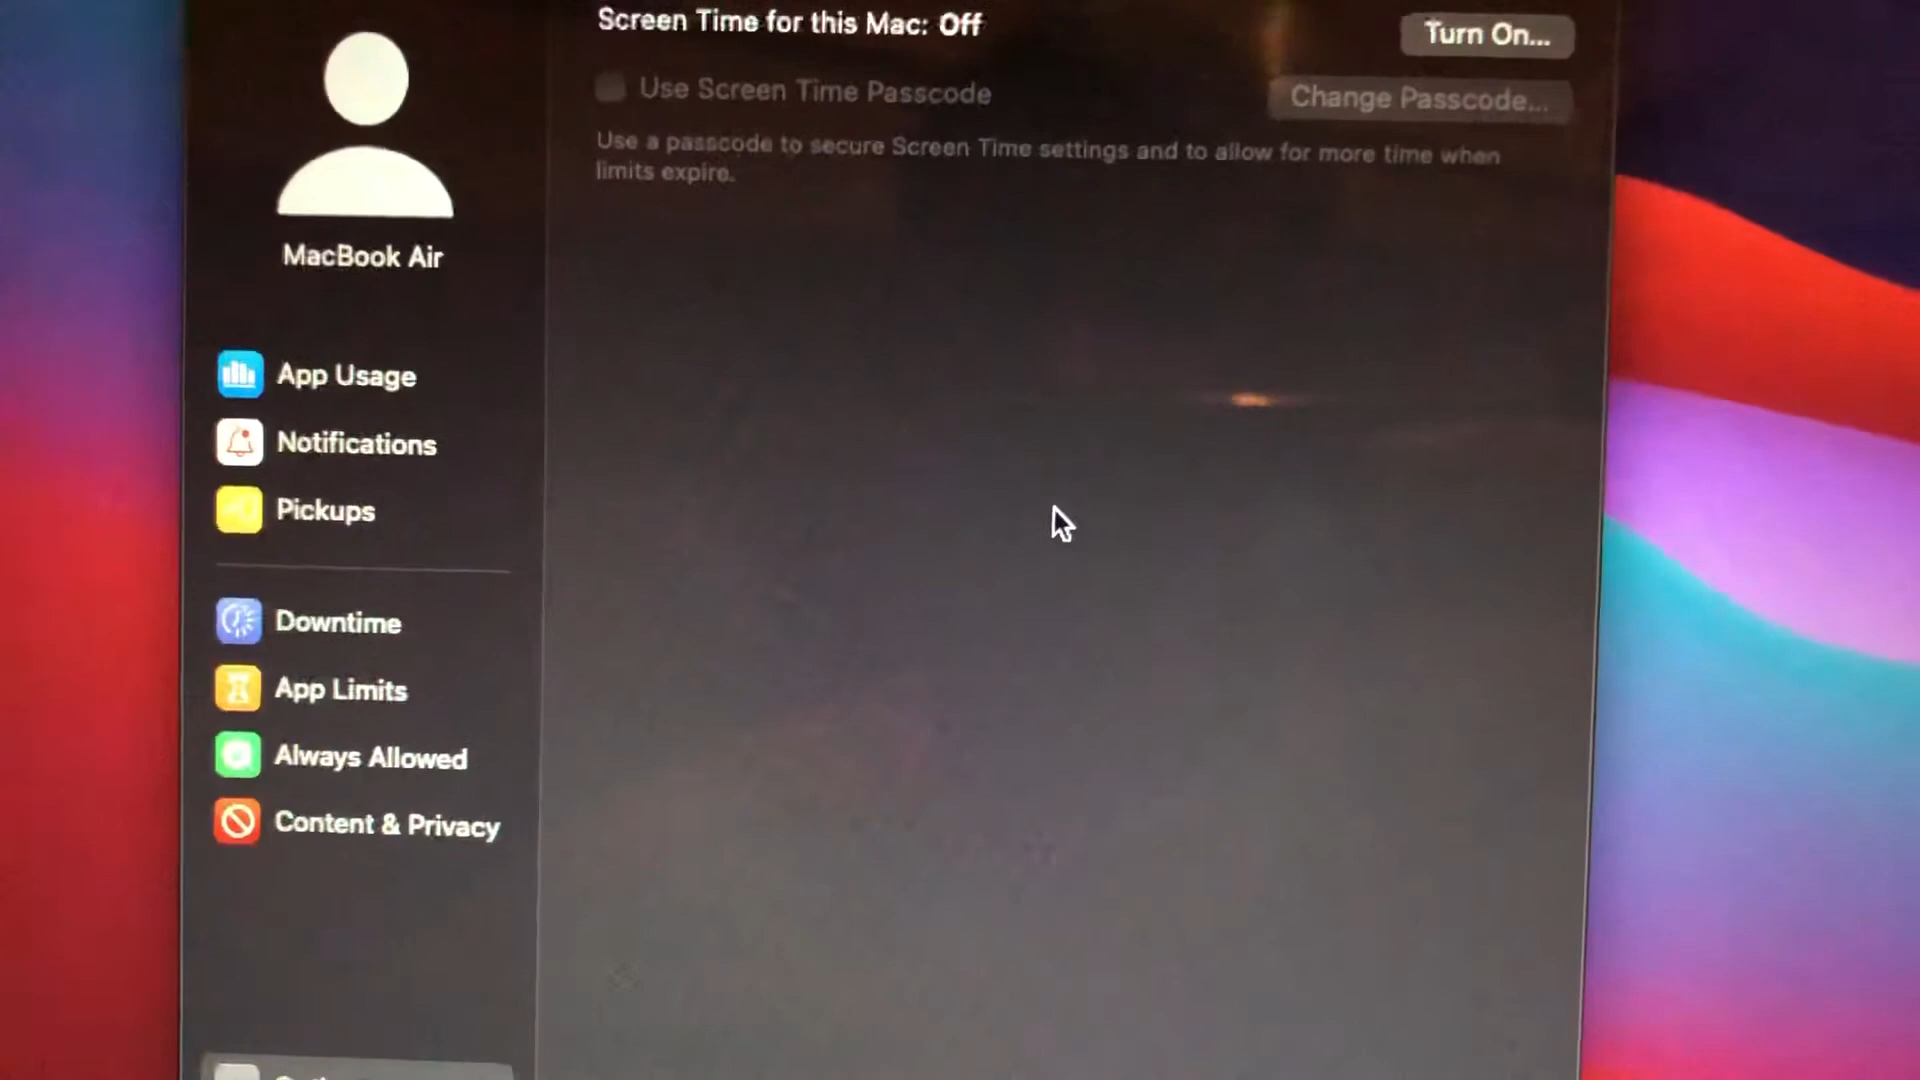 Screen Time for this Mac: Off
Turn On...
Use Screen Time Passcode
Change Passcode...
Use a passcode to secure Screen Time settings and to allow for more time when
limits expire.
MacBook Air
App Usage
Notifications
Pickups
Downtime
App Limits
Always Allowed
Content & Privacy